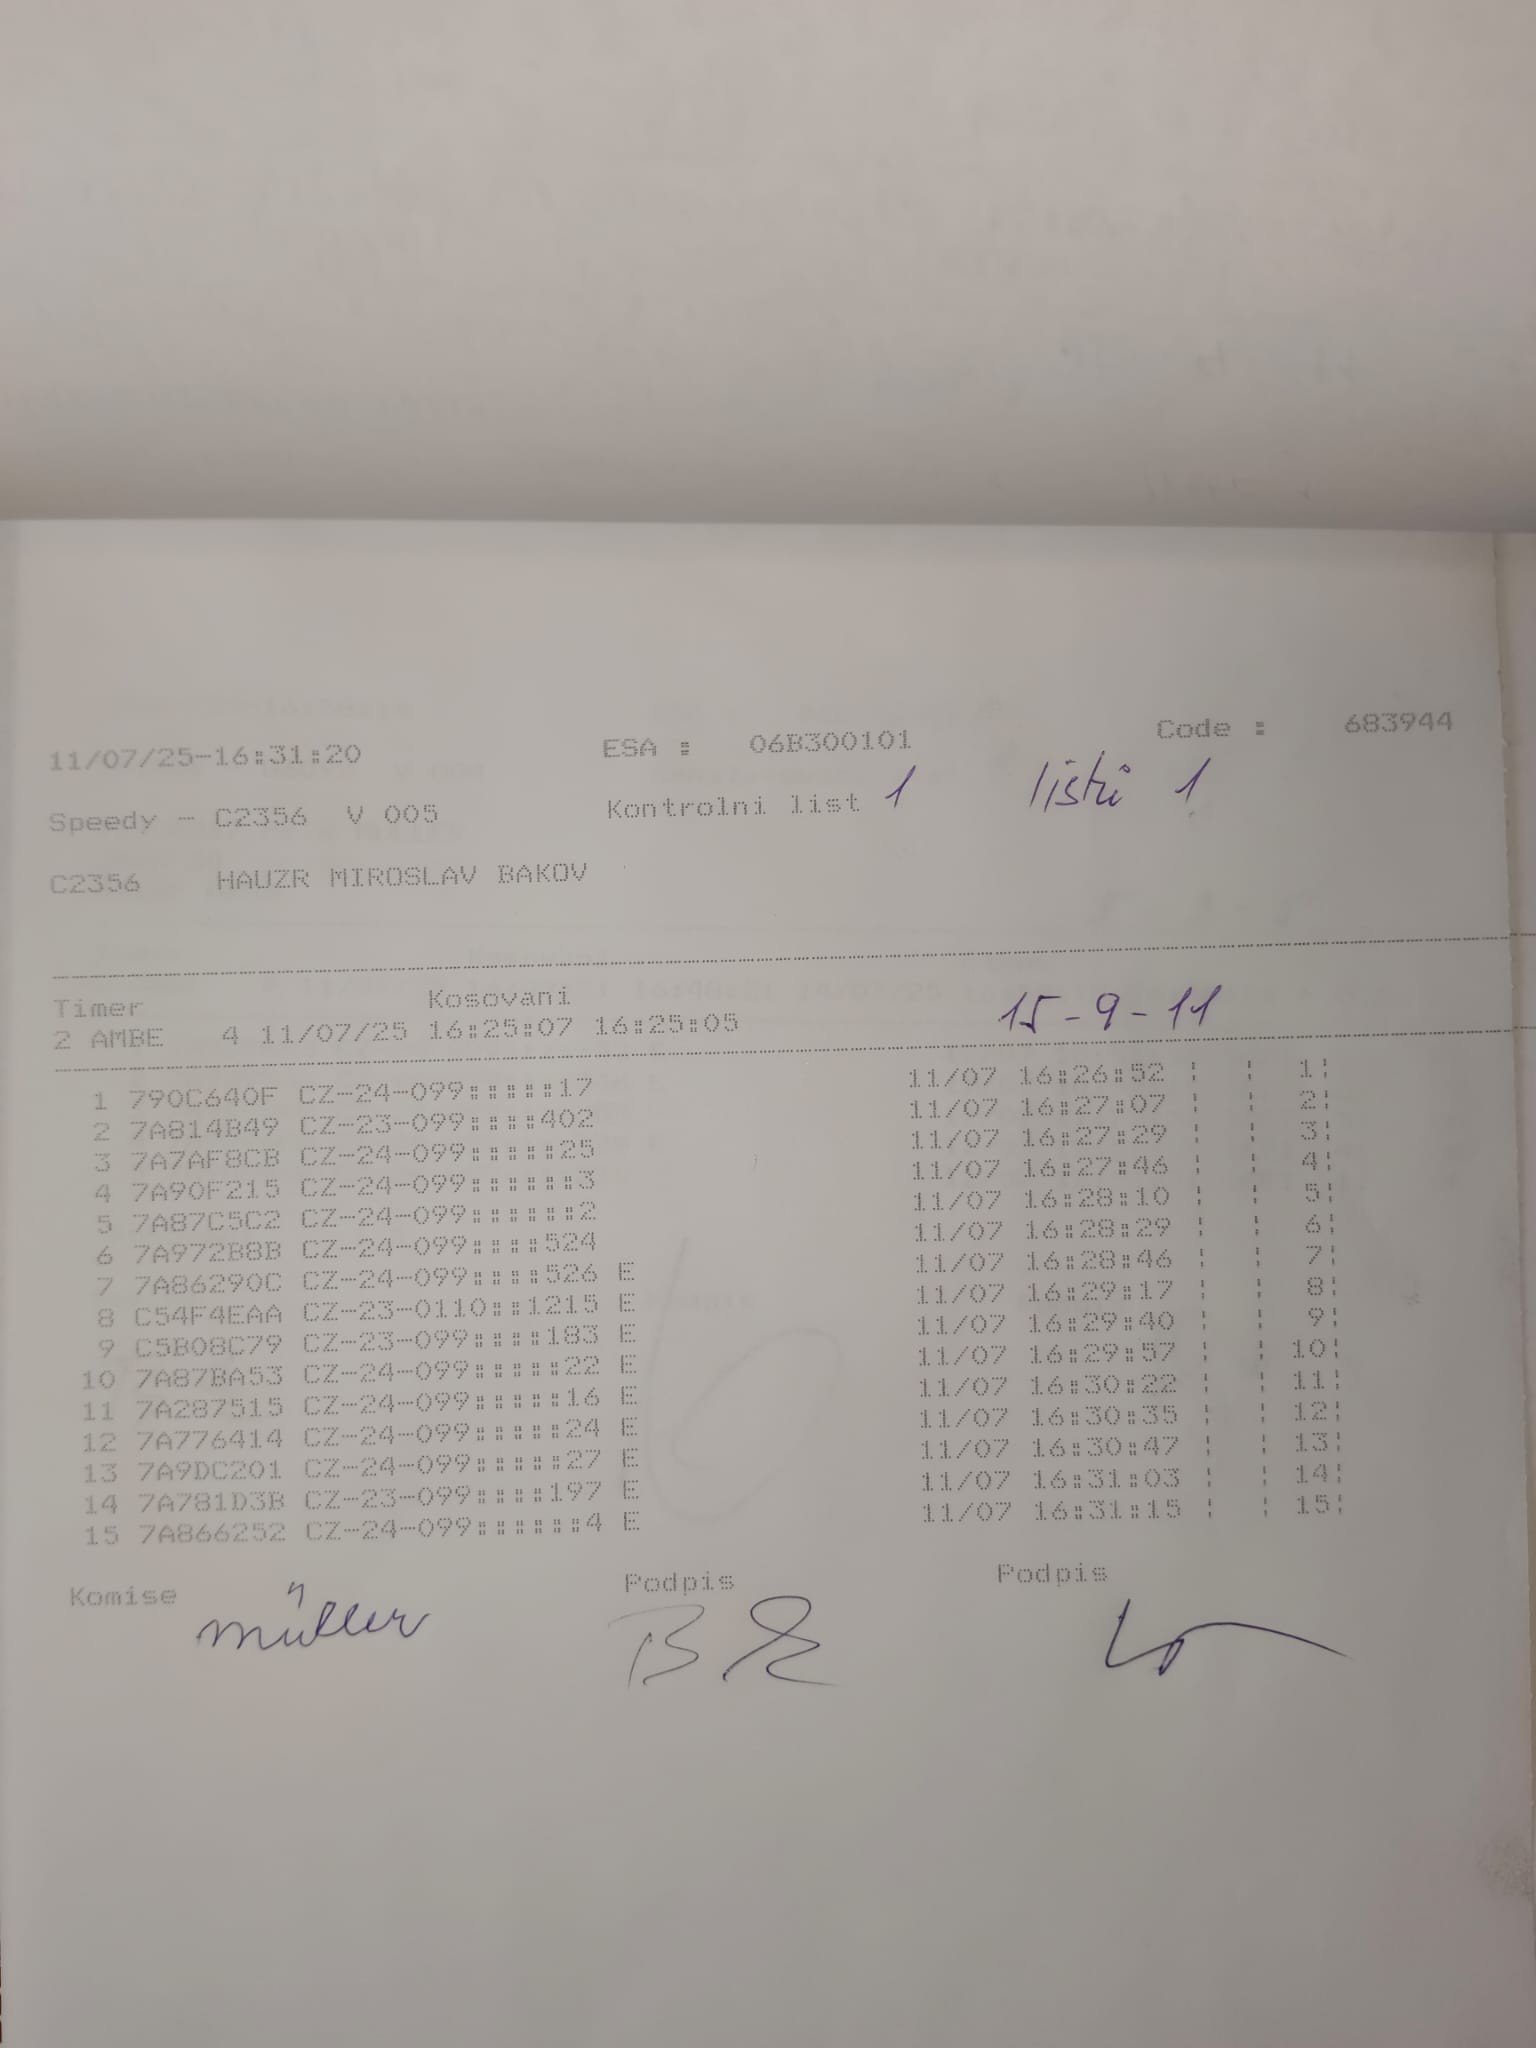 11/07/25-16:31:20 ESA : 06B300101 Code : 683944
Speedy - C2356 V 005 Kontrolni list 1 listů 1
C2356 HAUZR MIROSLAV BAKOV
Timer Kosovani
2 AMBE 4 11/07/25 16:25:07 16:25:05 15-9-11
1 790C640F CZ-24-099:::::17 11/07 16:26:52 ¦ ¦ 1¦
2 7A814B49 CZ-23-099::::402 11/07 16:27:07 ¦ ¦ 2¦
3 7A7AF8CB CZ-24-099:::::25 11/07 16:27:29 ¦ ¦ 3¦
4 7A90F215 CZ-24-099::::::3 11/07 16:27:46 ¦ ¦ 4¦
5 7A87C5C2 CZ-24-099::::::2 11/07 16:28:10 ¦ ¦ 5¦
6 7A972B8B CZ-24-099::::524 11/07 16:28:29 ¦ ¦ 6¦
7 7A86290C CZ-24-099::::526 E 11/07 16:28:46 ¦ ¦ 7¦
8 C54F4EAA CZ-23-0110::1215 E 11/07 16:29:17 ¦ ¦ 8¦
9 C5B08C79 CZ-23-099::::183 E 11/07 16:29:40 ¦ ¦ 9¦
10 7A87BA53 CZ-24-099:::::22 E 11/07 16:29:57 ¦ ¦ 10¦
11 7A287515 CZ-24-099:::::16 E 11/07 16:30:22 ¦ ¦ 11¦
12 7A776414 CZ-24-099:::::24 E 11/07 16:30:35 ¦ ¦ 12¦
13 7A9DC201 CZ-24-099:::::27 E 11/07 16:30:47 ¦ ¦ 13¦
14 7A781D3B CZ-23-099::::197 E 11/07 16:31:03 ¦ ¦ 14¦
15 7A866252 CZ-24-099::::::4 E 11/07 16:31:15 ¦ ¦ 15¦
Komise Podpis Podpis
Müller